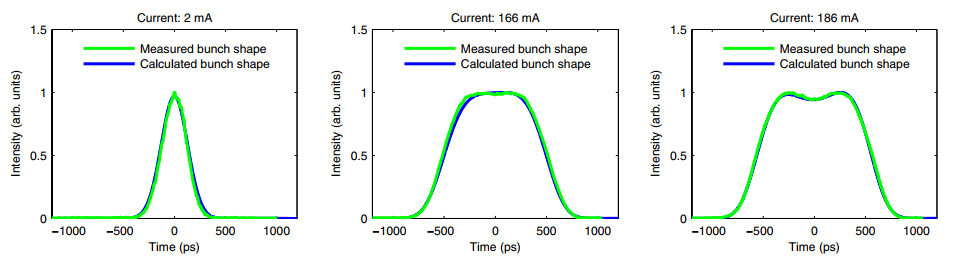 Current: 2 mA
1.5
Measured bunch shape
Calculated bunch shape
1
0.5
0
Intensity (arb. units)
−1000 −500 0 500 1000
Time (ps)
Current: 166 mA
1.5
Measured bunch shape
Calculated bunch shape
1
0.5
0
Intensity (arb. units)
−1000 −500 0 500 1000
Time (ps)
Current: 186 mA
1.5
Measured bunch shape
Calculated bunch shape
1
0.5
0
Intensity (arb. units)
−1000 −500 0 500 1000
Time (ps)